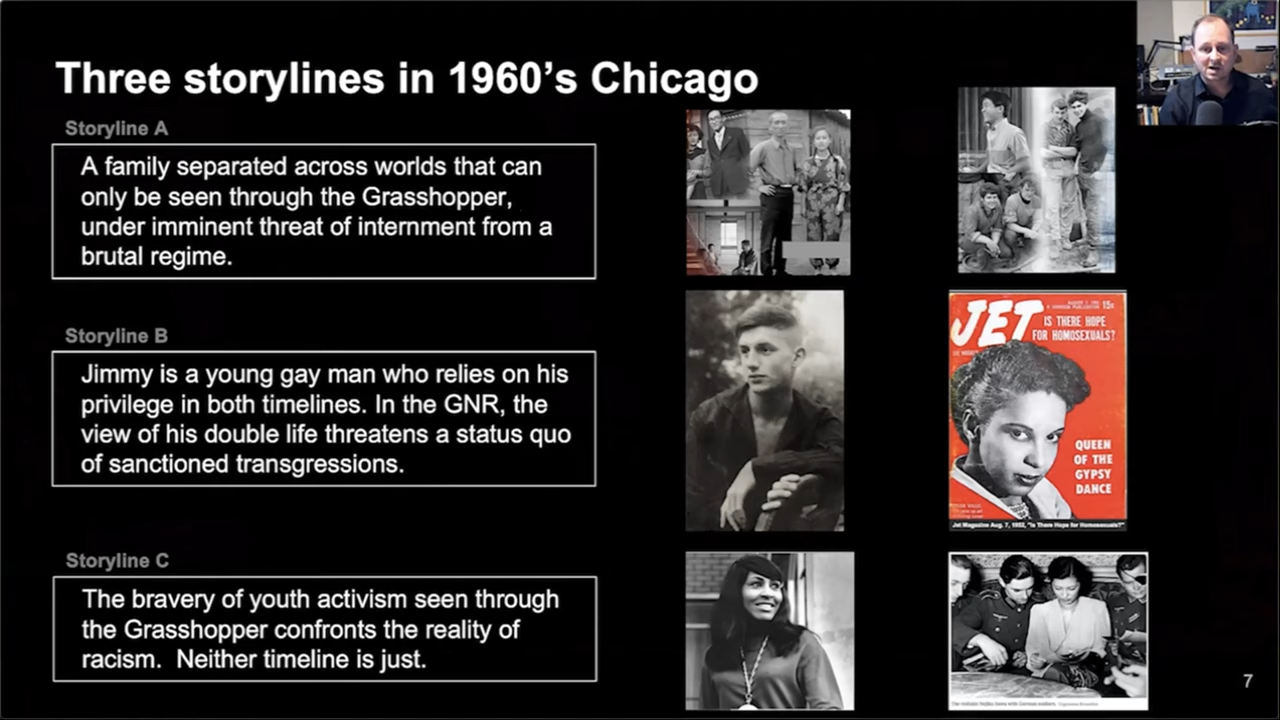 Three storylines in 1960's Chicago
Storyline A
A family separated across worlds that can
only be seen through the Grasshopper,
under imminent threat of internment from a
brutal regime.
Storyline B
Jimmy is a young gay man who relies on his
privilege in both timelines. In the GNR, the
view of his double life threatens a status quo
of sanctioned transgressions.
JET
15¢
IS THERE HOPE
FOR HOMOSEXUALS?
QUEEN
OF THE
GYPSY
DANCE
Jet Magazine Aug. 7, 1952, "Is There Hope for Homosexuals?"
Storyline C
The bravery of youth activism seen through
the Grasshopper confronts the reality of
racism. Neither timeline is just.
7